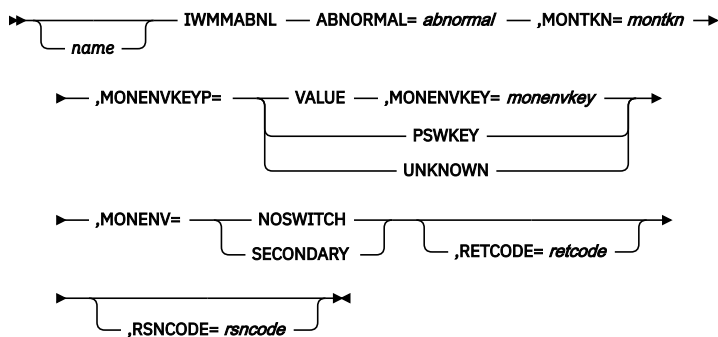 IWMMABNL ABNORMAL= abnormal ,MONTKN= montkn
name
,MONENVKEYP= VALUE ,MONENVKEY= monenvkey
PSWKEY
UNKNOWN
,MONENV= NOSWITCH
SECONDARY ,RETCODE= retcode
,RSNCODE= rsncode